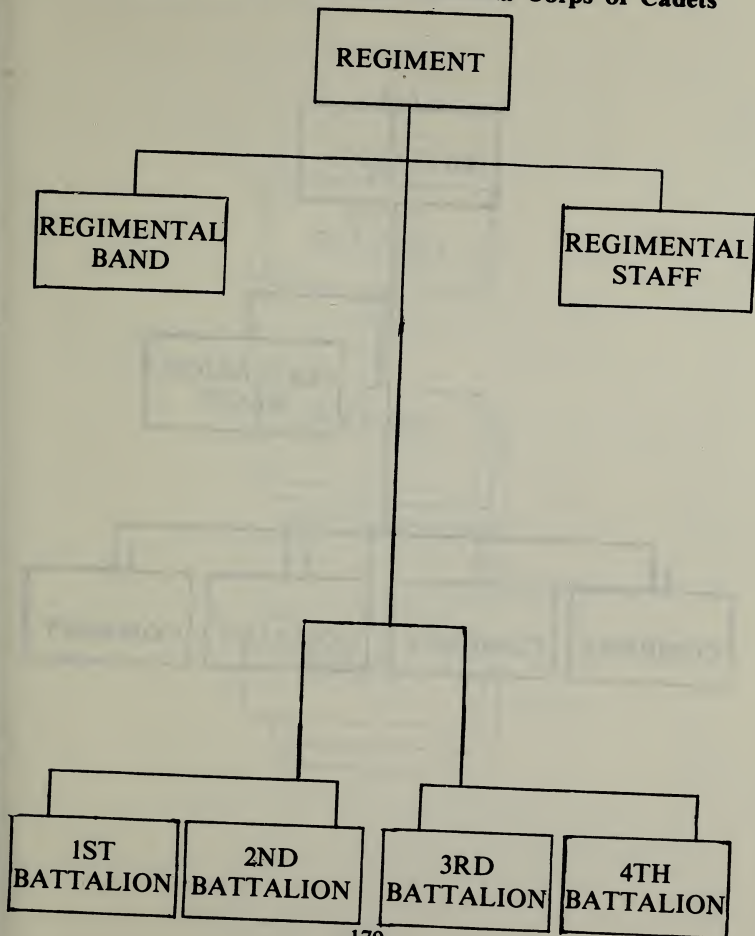 Corps of Cadets
REGIMENT
REGIMENTAL
BAND
REGIMENTAL
STAFF
1ST
BATTALION
2ND
BATTALION
3RD
BATTALION
4TH
BATTALION